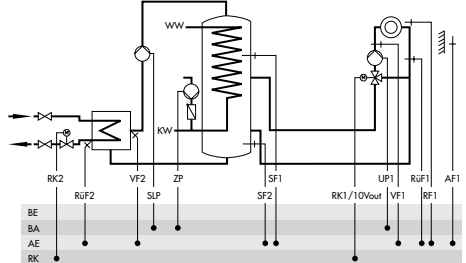 WW
KW
RK2
VF2
ZP
SF1
UP1
RüF1
AF1
RüF2
SLP
SF2
RK1/10Vout
VF1
RF1
BE
BA
AE
RK